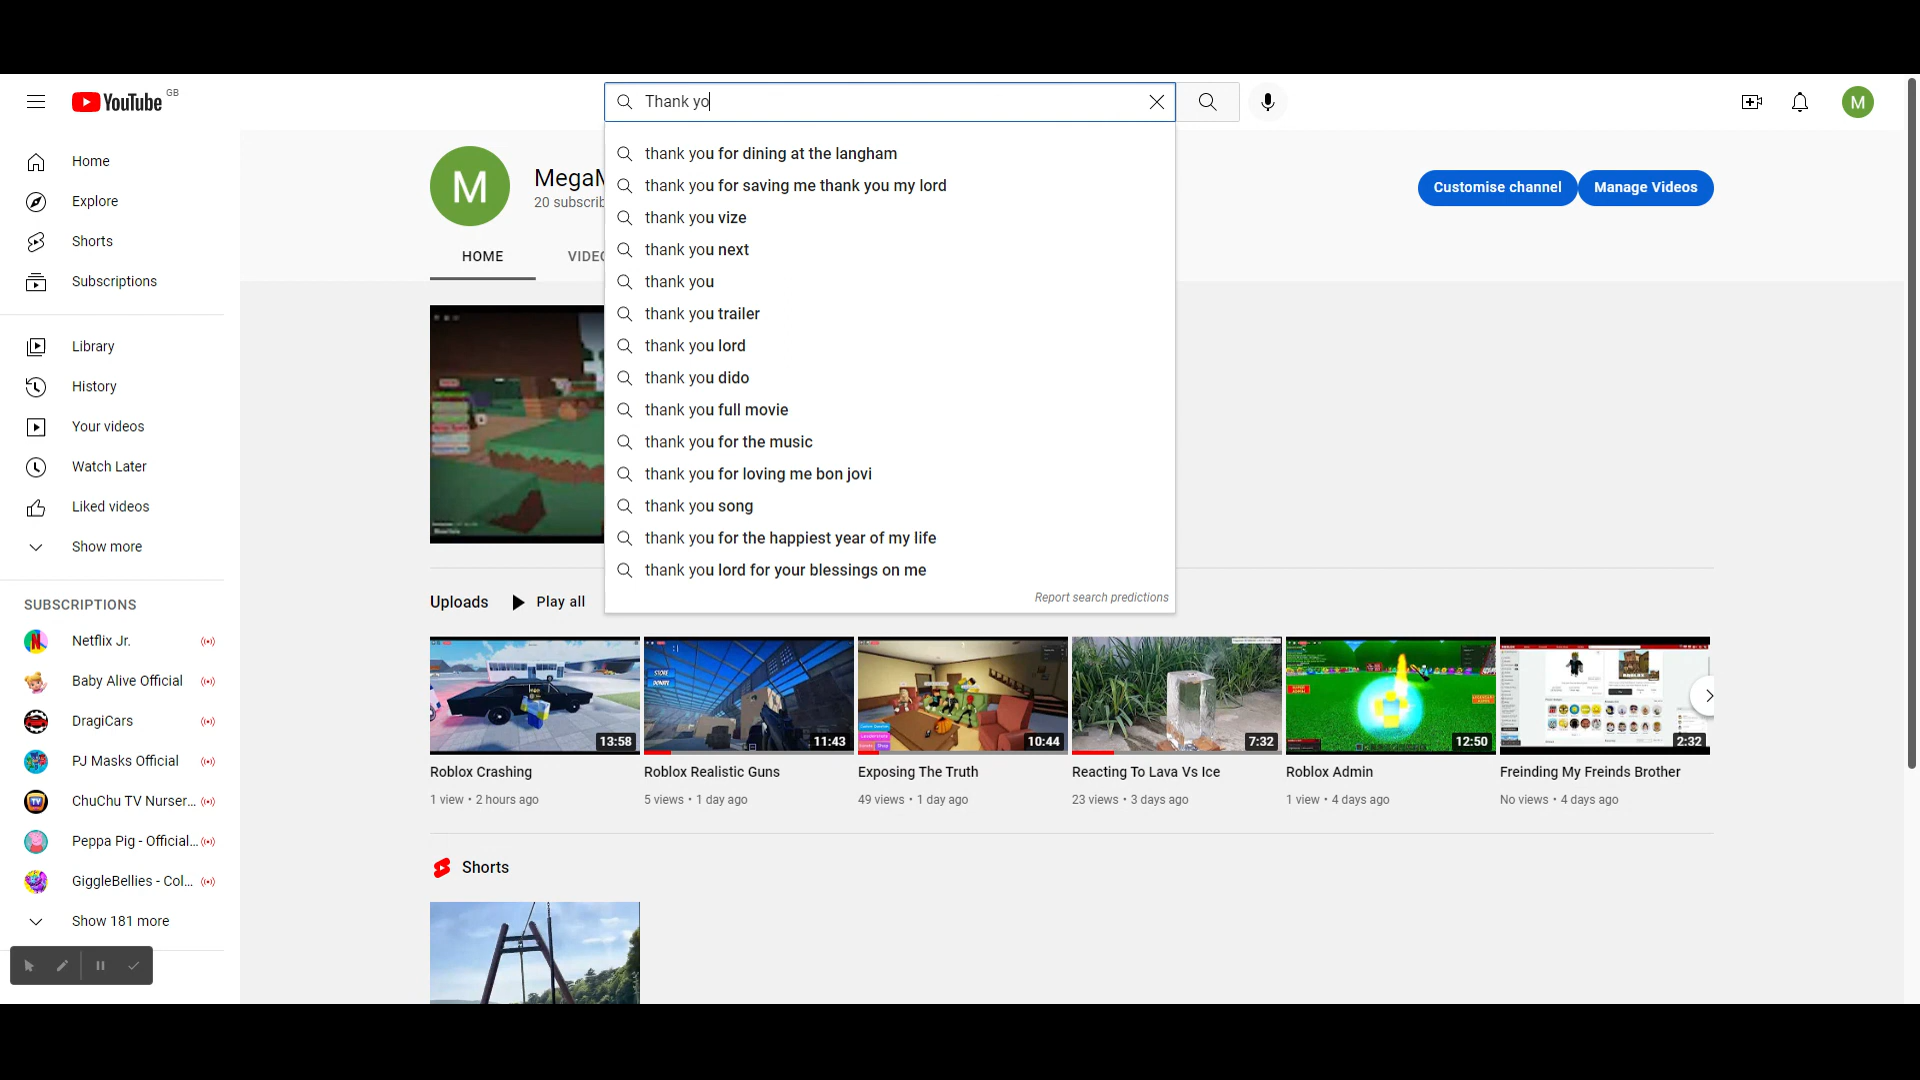 YouTube GB
Thank yo
M
Home
Explore
Shorts
Subscriptions
Library
History
Your videos
Watch Later
Liked videos
Show more
SUBSCRIPTIONS
Netflix Jr.
Baby Alive Official
DragiCars
PJ Masks Official
ChuChu TV Nurser...
Peppa Pig - Official...
GiggleBellies - Col...
Show 181 more
M
20 subscrib
Customise channel
Manage Videos
HOME
thank you for dining at the langham
thank you for saving me thank you my lord
thank you vize
thank you next
thank you
thank you trailer
thank you lord
thank you dido
thank you full movie
thank you for the music
thank you for loving me bon jovi
thank you song
thank you for the happiest year of my life
thank you lord for your blessings on me
Report search predictions
Uploads
Play all
13:58
11:43
10:44
7:32
12:50
2:32
Roblox Crashing
1 view • 2 hours ago
Roblox Realistic Guns
5 views • 1 day ago
Exposing The Truth
49 views • 1 day ago
Reacting To Lava Vs Ice
23 views • 3 days ago
Roblox Admin
1 view • 4 days ago
Freinding My Freinds Brother
No views • 4 days ago
Shorts